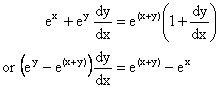 e^x + e^y dy/dx = e^(x+y)(1 + dy/dx)
or (e^y − e^(x+y)) dy/dx = e^(x+y) − e^x